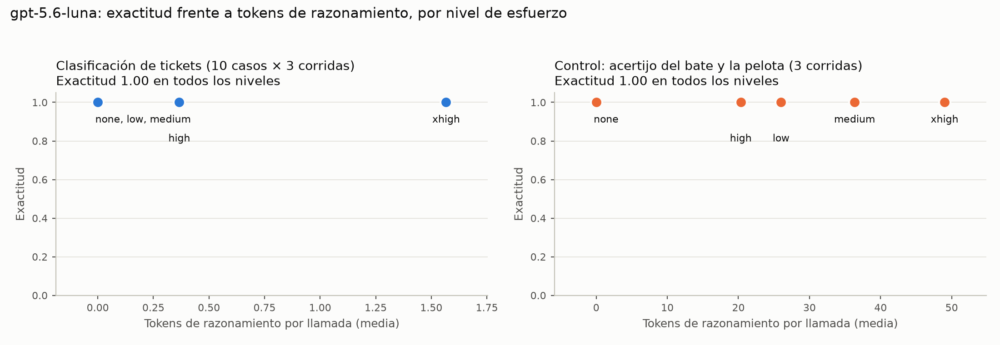 gpt-5.6-luna: exactitud frente a tokens de razonamiento, por nivel de esfuerzo
Clasificación de tickets (10 casos × 3 corridas)
Exactitud 1.00 en todos los niveles
1.0
0.8
0.6
0.4
0.2
0.0
Exactitud
none, low, medium
high
xhigh
0.00 0.25 0.50 0.75 1.00 1.25 1.50 1.75
Tokens de razonamiento por llamada (media)
Control: acertijo del bate y la pelota (3 corridas)
Exactitud 1.00 en todos los niveles
1.0
0.8
0.6
0.4
0.2
0.0
Exactitud
none medium xhigh
high low
0 10 20 30 40 50
Tokens de razonamiento por llamada (media)